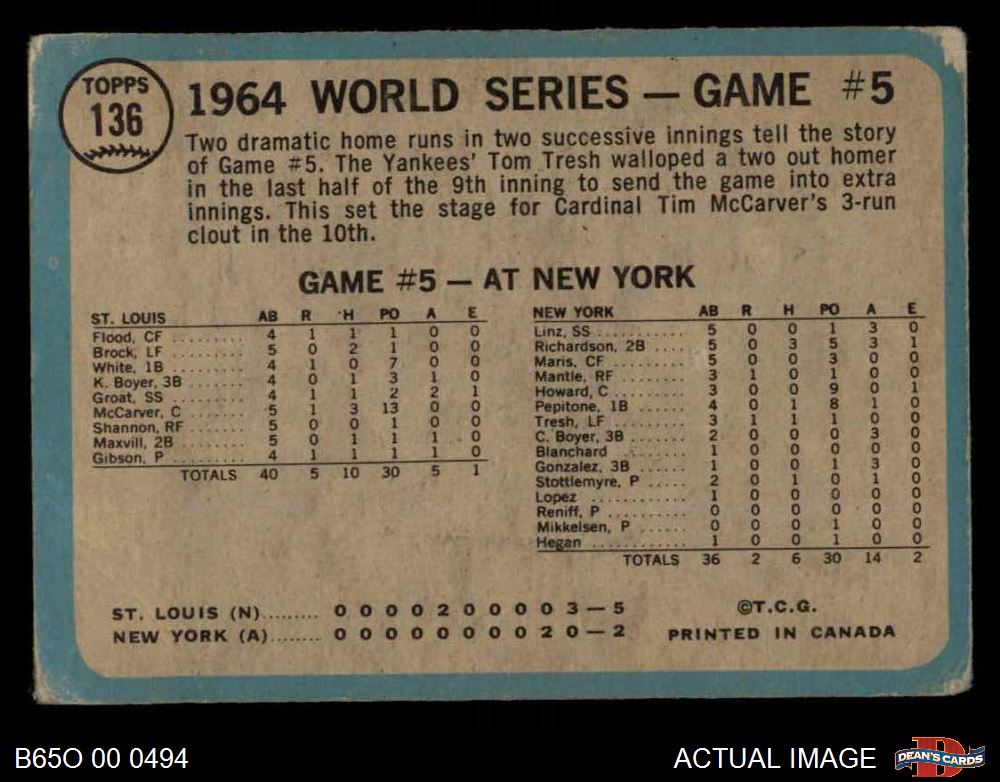 TOPPS
136
1964 WORLD SERIES — GAME #5
Two dramatic home runs in two successive innings tell the story
of Game #5. The Yankees' Tom Tresh walloped a two out homer
in the last half of the 9th inning to send the game into extra
innings. This set the stage for Cardinal Tim McCarver's 3-run
clout in the 10th.
GAME #5 — AT NEW YORK
ST. LOUIS AB R H PO A E
Flood, CF ......... 4 1 1 1 0 0
Brock, LF ......... 5 0 2 1 0 0
White, 1B ......... 4 1 0 7 0 0
K. Boyer, 3B ....... 4 0 1 3 1 0
Groat, SS ......... 4 1 1 2 2 1
McCarver, C ....... 5 1 3 13 0 0
Shannon, RF ....... 5 0 0 1 0 0
Maxvill, 2B ........ 5 0 1 1 1 0
Gibson, P ......... 4 1 1 1 1 0
TOTALS 40 5 10 30 5 1
NEW YORK AB R H PO A E
Linz, SS ........... 5 0 0 1 3 0
Richardson, 2B .... 5 0 3 5 3 1
Maris, CF .......... 5 0 0 3 0 0
Mantle, RF ........ 3 1 0 1 0 0
Howard, C ......... 3 0 0 9 0 1
Pepitone, 1B ...... 4 0 1 8 1 0
Tresh, LF .......... 3 1 1 1 0 0
C. Boyer, 3B ....... 2 0 0 0 3 0
Blanchard ........ 1 0 0 0 0 0
Gonzalez, 3B ...... 1 0 0 1 3 0
Stottlemyre, P ..... 2 0 1 0 1 0
Lopez ............ 1 0 0 0 0 0
Reniff, P .......... 0 0 0 0 0 0
Mikkelsen, P ...... 0 0 0 1 0 0
Hegan ............ 1 0 0 1 0 0
TOTALS 36 2 6 30 14 2
ST. LOUIS (N)......... 0 0 0 0 2 0 0 0 0 3 — 5
NEW YORK (A)........ 0 0 0 0 0 0 0 0 2 0 — 2
©T.C.G.
PRINTED IN CANADA
B65O 00 0494
ACTUAL IMAGE
D
DEAN'S CARDS